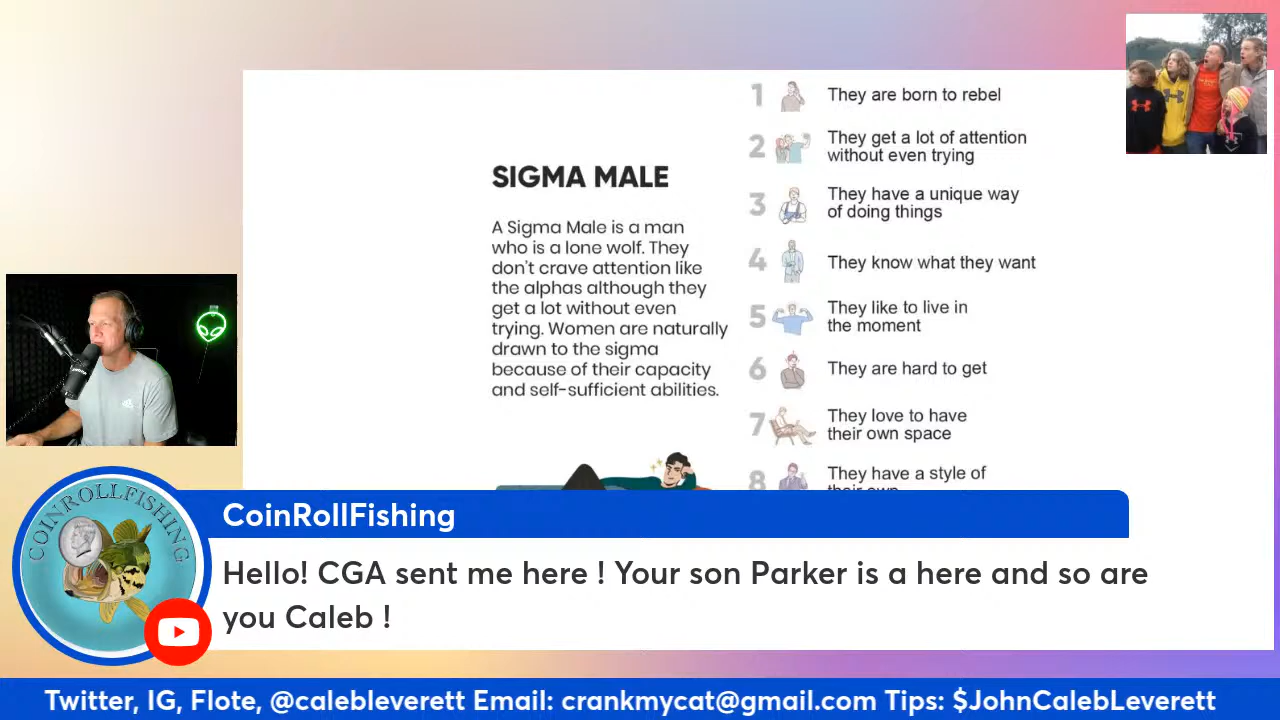 SIGMA MALE
A Sigma Male is a man
who is a lone wolf. They
don't crave attention like
the alphas although they
get a lot without even
trying. Women are naturally
drawn to the sigma
because of their capacity
and self-sufficient abilities.
1 They are born to rebel
2 They get a lot of attention
without even trying
3 They have a unique way
of doing things
4 They know what they want
5 They like to live in
the moment
6 They are hard to get
7 They love to have
their own space
8 They have a style of
their own
COINROLLFISHING
CoinRollFishing
Hello! CGA sent me here ! Your son Parker is a here and so are
you Caleb !
Twitter, IG, Flote, @calebleverett Email: crankmycat@gmail.com Tips: $JohnCalebLeverett